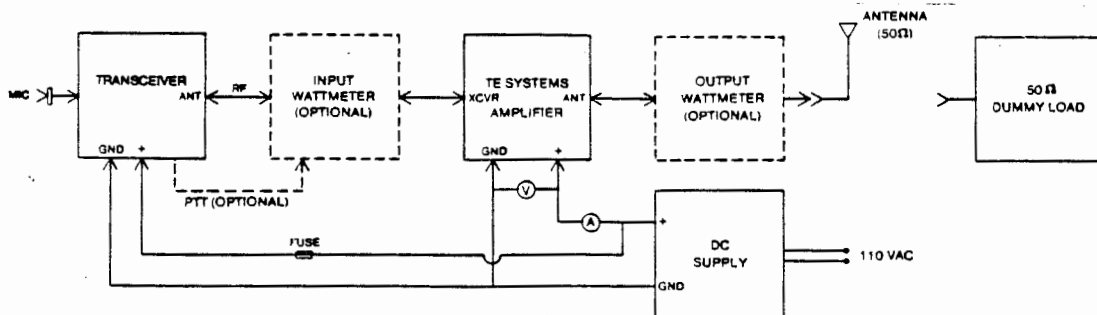 ANTENNA
(50Ω)
MIC
TRANSCEIVER
ANT
GND +
RF
INPUT
WATTMETER
(OPTIONAL)
TE SYSTEMS
XCVR ANT
AMPLIFIER
GND +
OUTPUT
WATTMETER
(OPTIONAL)
50Ω
DUMMY LOAD
PTT (OPTIONAL)
V
A
FUSE
+
DC
SUPPLY
GND
110 VAC